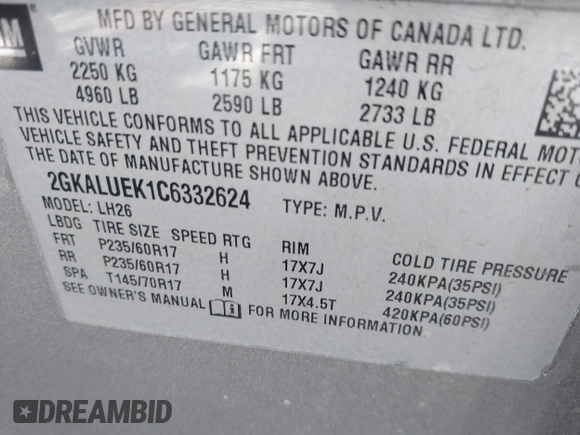 GM
MFD BY GENERAL MOTORS OF CANADA LTD.
GVWR GAWR FRT GAWR RR
2250 KG 1175 KG 1240 KG
4960 LB 2590 LB 2733 LB
THIS VEHICLE CONFORMS TO ALL APPLICABLE U.S. FEDERAL MOT
VEHICLE SAFETY AND THEFT PREVENTION STANDARDS IN EFFECT O
THE DATE OF MANUFACTURE SHOWN ABOVE.
2GKALUEK1C6332624 TYPE: M.P.V.
MODEL: LH26
LBDG TIRE SIZE SPEED RTG RIM COLD TIRE PRESSURE
FRT P235/60R17 H 17X7J 240KPA(35PSI)
RR P235/60R17 H 17X7J 240KPA(35PSI)
SPA T145/70R17 M 17X4.5T 420KPA(60PSI)
SEE OWNER'S MANUAL i FOR MORE INFORMATION.
DREAMBID